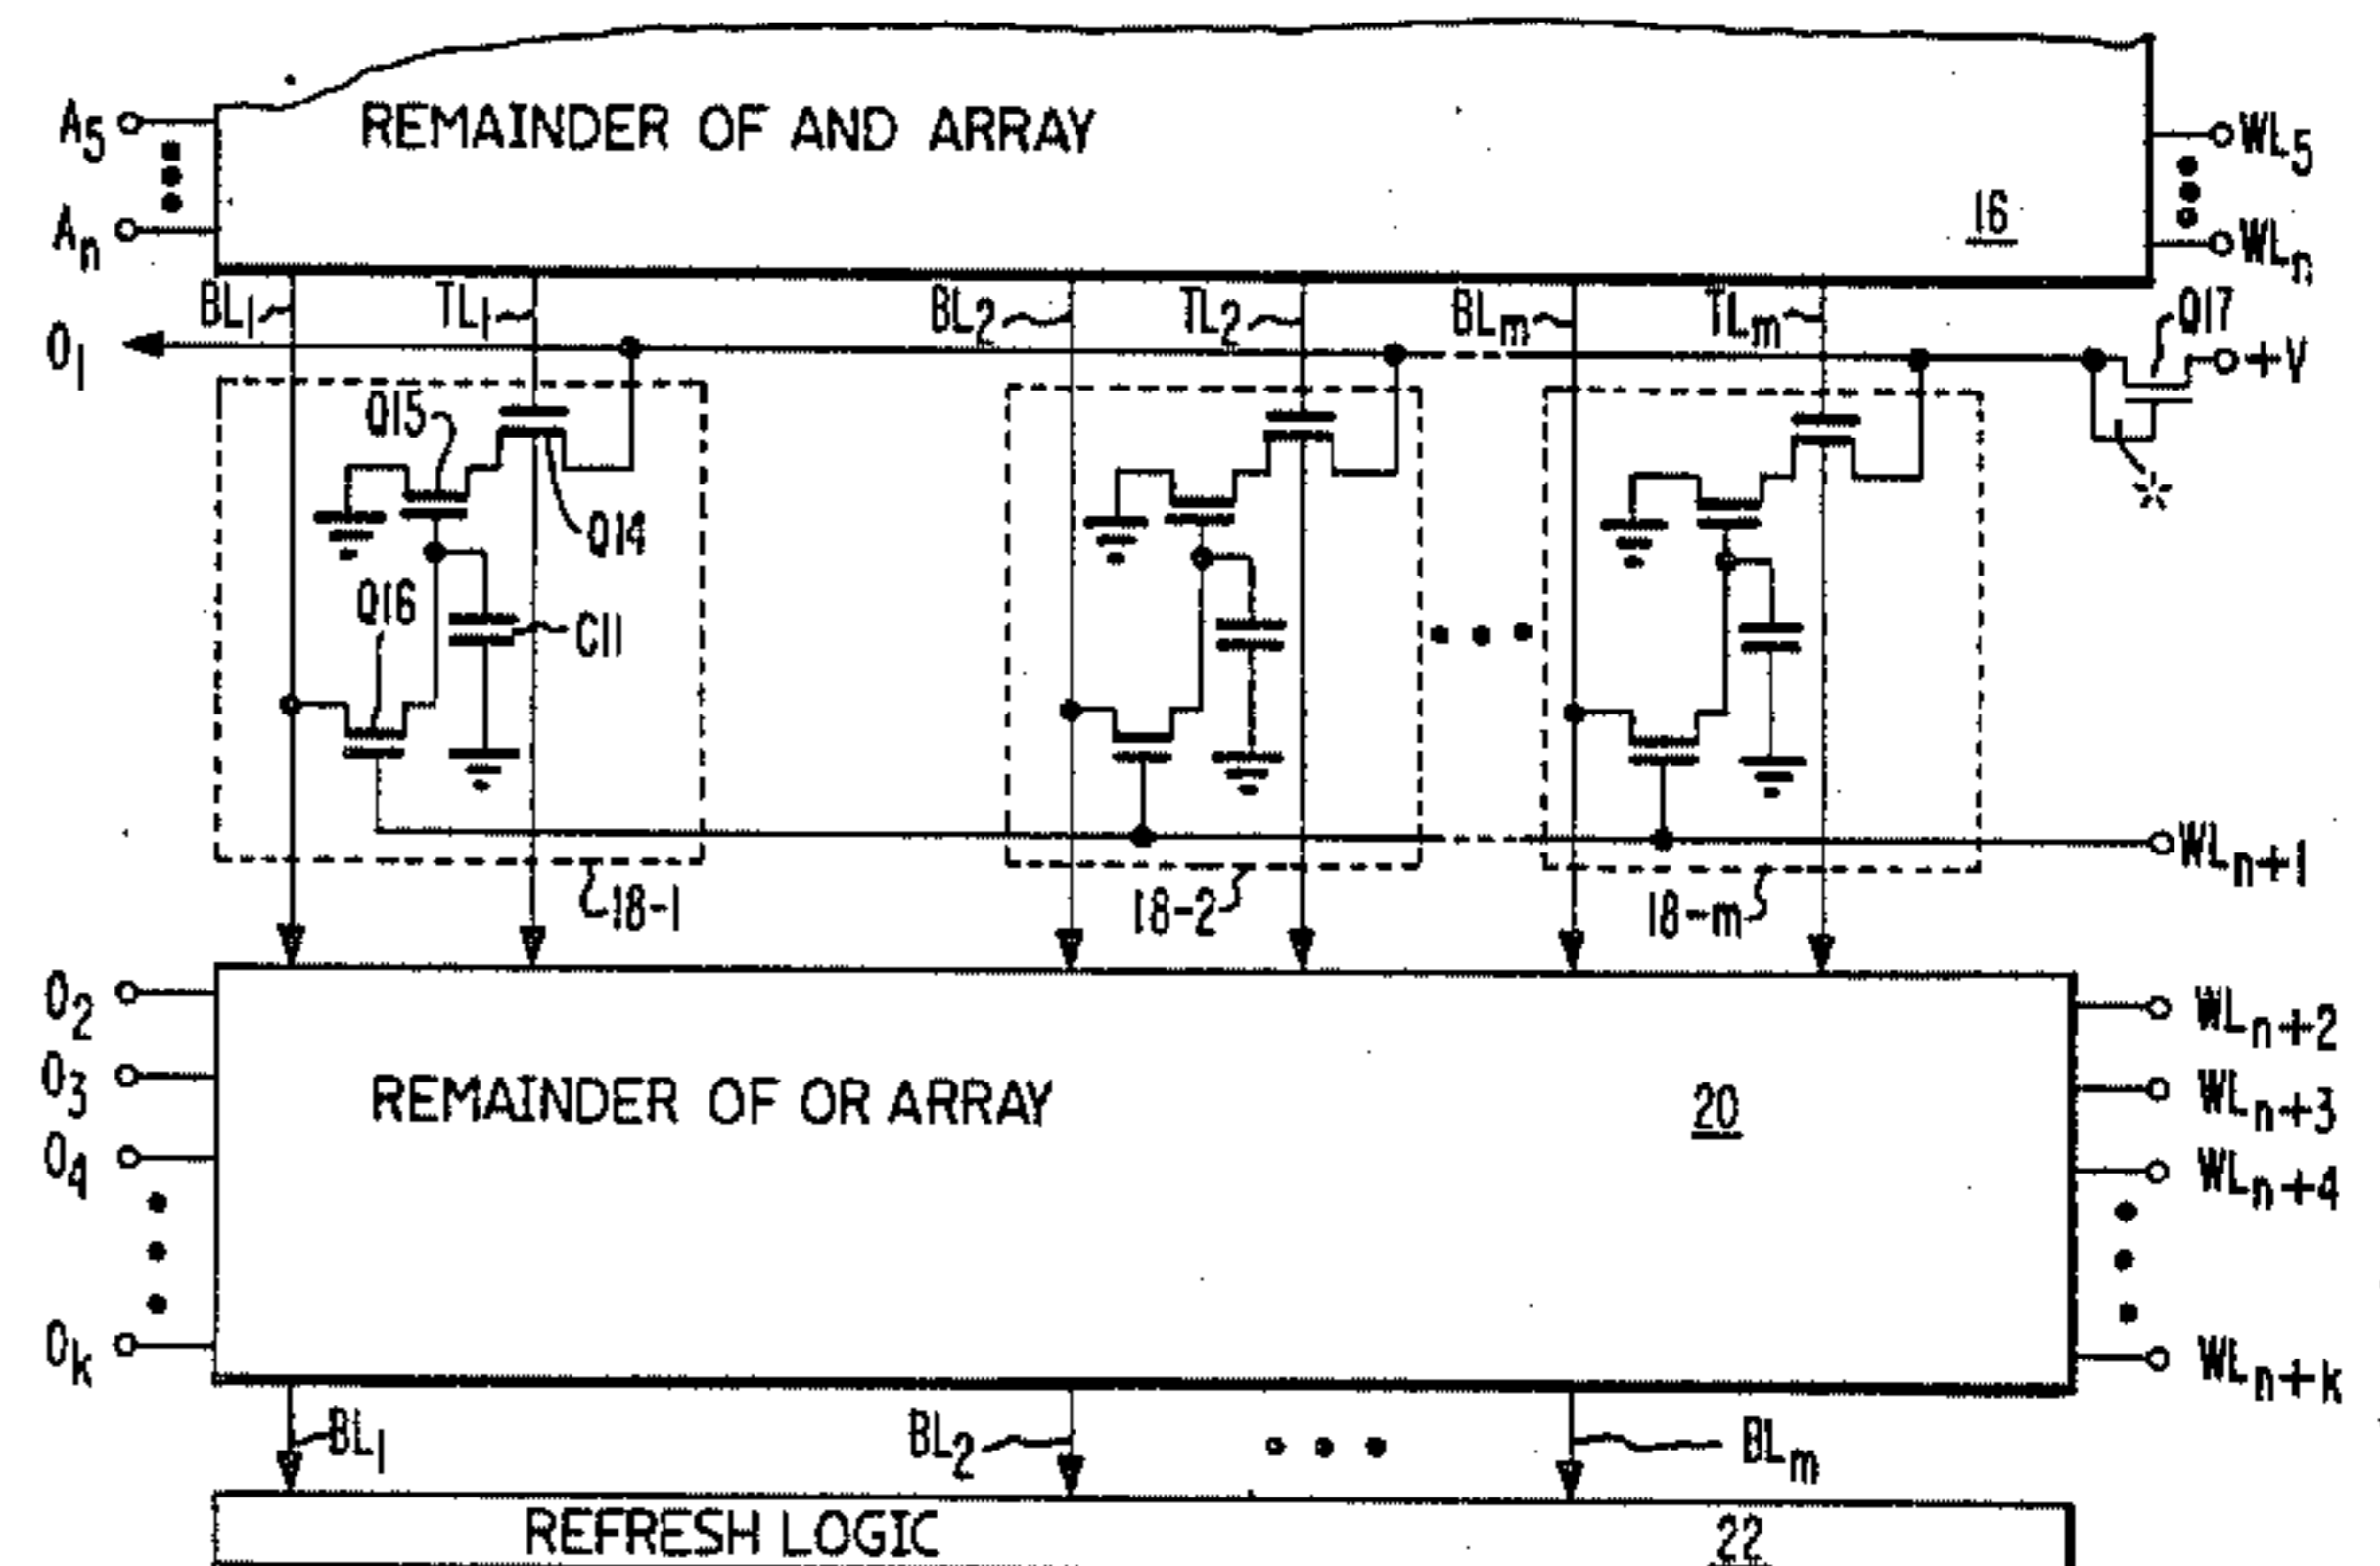 REMAINDER OF AND ARRAY
A5
An
WL5
WLn
16
BL1
TL1
BL2
TL2
BLm
TLm
Q17
O1
+V
Q15
Q14
Q16
C11
WLn+1
18-1
18-2
18-m
O2
O3
O4
Ok
REMAINDER OF OR ARRAY
20
WLn+2
WLn+3
WLn+4
WLn+k
BL1
BL2
BLm
REFRESH LOGIC
22